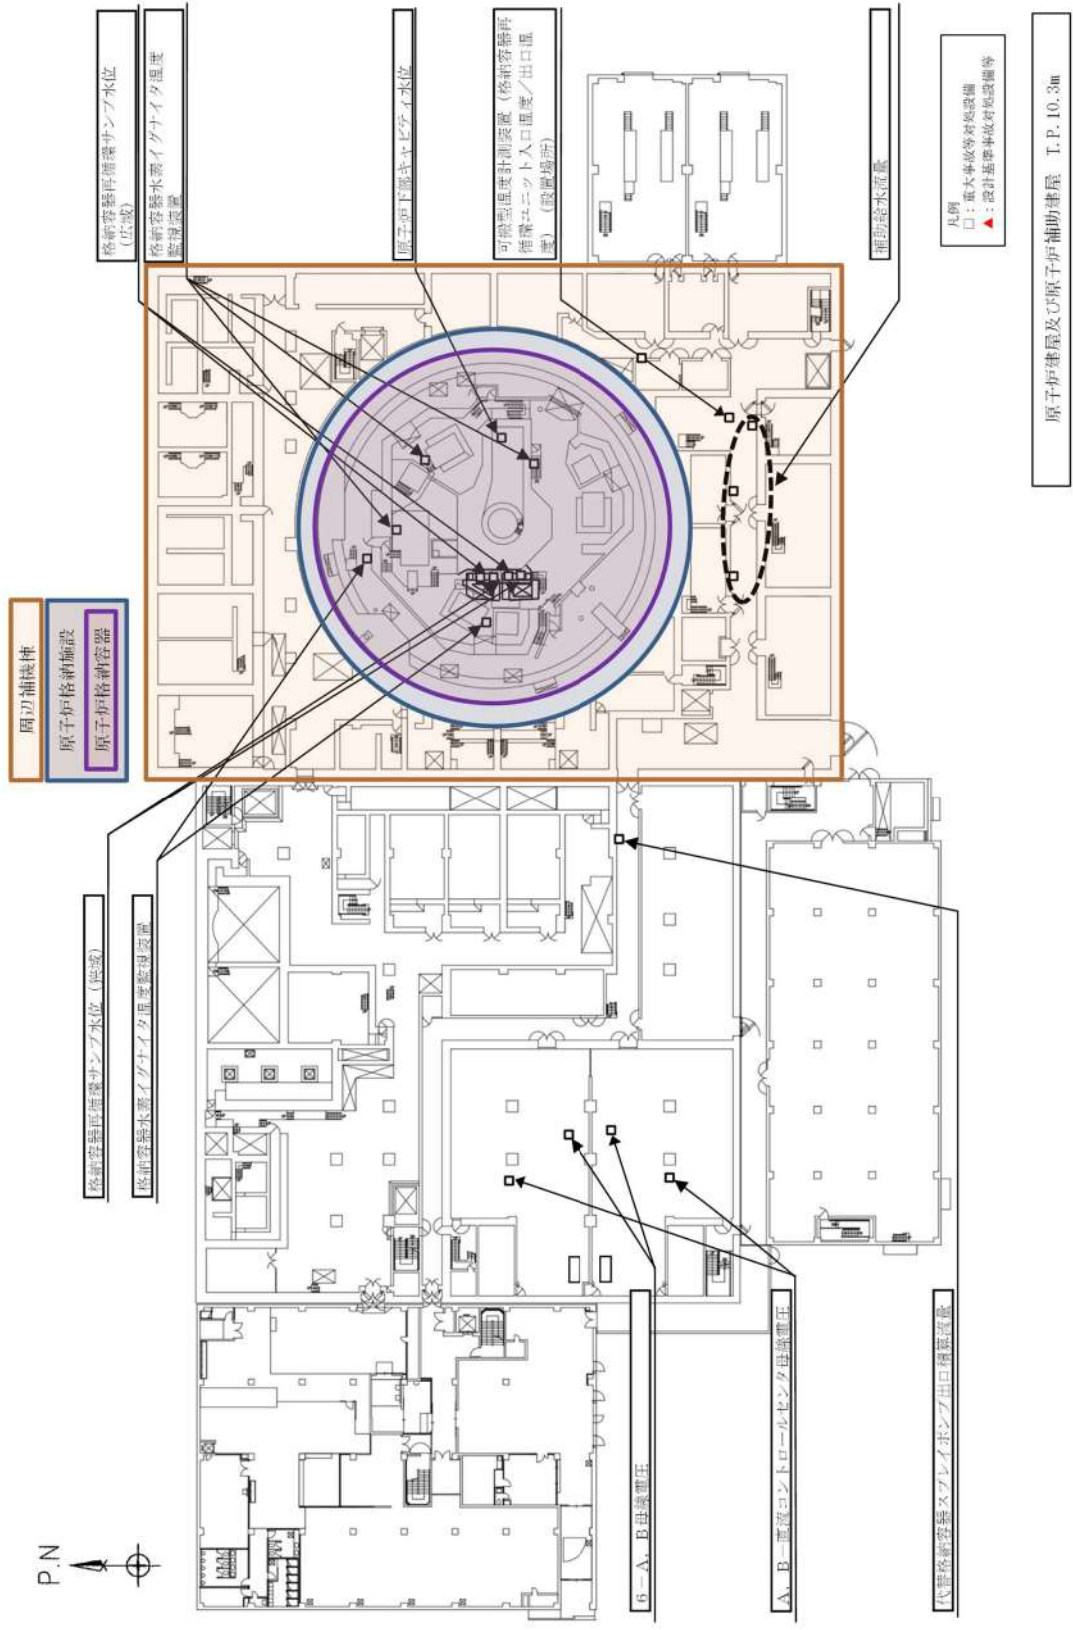 格納容器再循環サンプ水位
(広域)
格納容器水素イグナイタ温度
監視装置
原子炉下部キャビティ水位
可搬型温度計測装置(格納容器再
循環ユニット入口温度/出口温
度)(設置場所)
補助給水流量
凡例
□:重大事故等対処設備
▲:設計基準事故対処設備等
原子炉建屋及び原子炉補助建屋 T.P.10.3m
周辺補機棟
原子炉格納施設
原子炉格納容器
格納容器再循環サンプ水位(狭域)
格納容器水素イグナイタ温度監視装置
6-A,B母線電圧
A,B-直流コントロールセンタ母線電圧
代替格納容器スプレイポンプ出口積算流量
P.N